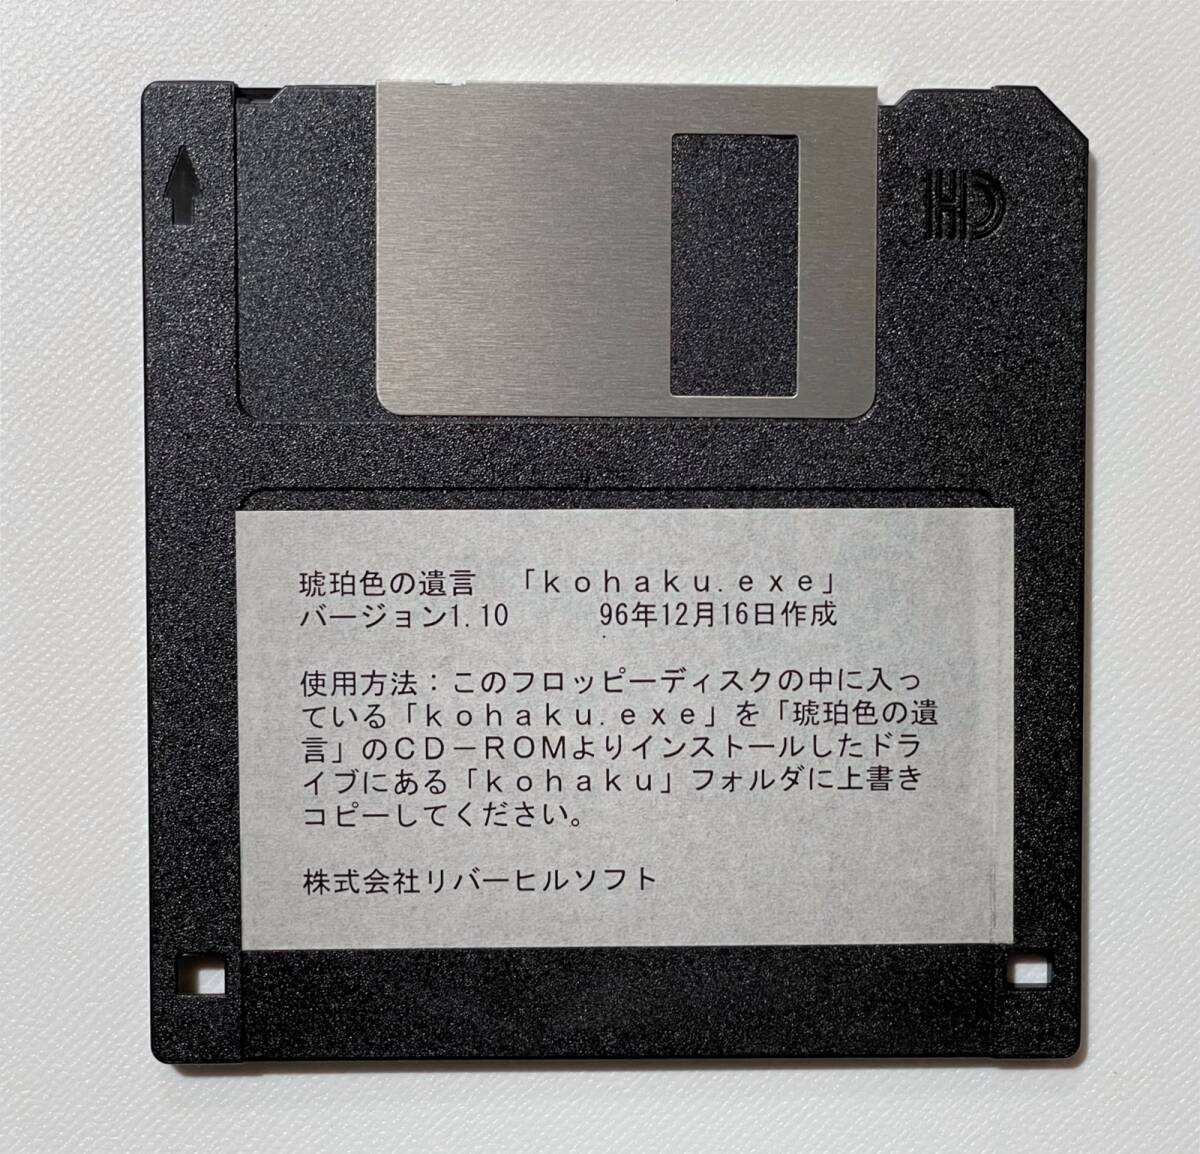 HD
琥珀色の遺言　「ｋｏｈａｋｕ．ｅｘｅ」
バージョン1.10　　　96年12月16日作成
使用方法：このフロッピーディスクの中に入っ
ている「ｋｏｈａｋｕ．ｅｘｅ」を「琥珀色の遺
言」のＣＤ－ＲＯＭよりインストールしたドラ
イブにある「ｋｏｈａｋｕ」フォルダに上書き
コピーしてください。
株式会社リバーヒルソフト